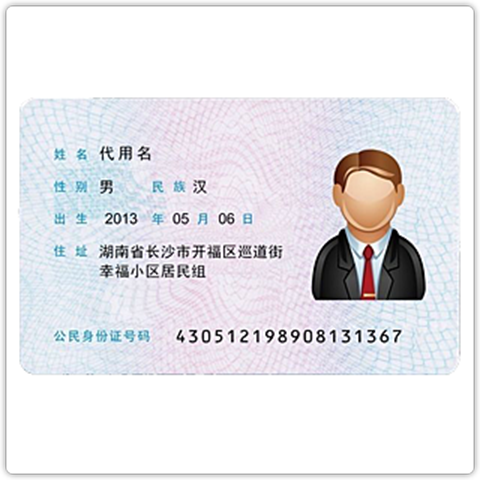 姓 名 代用名
性 别 男 民 族 汉
出 生 2013 年 05 月 06 日
住 址 湖南省长沙市开福区巡道街
幸福小区居民组
公民身份证号码 430512198908131367